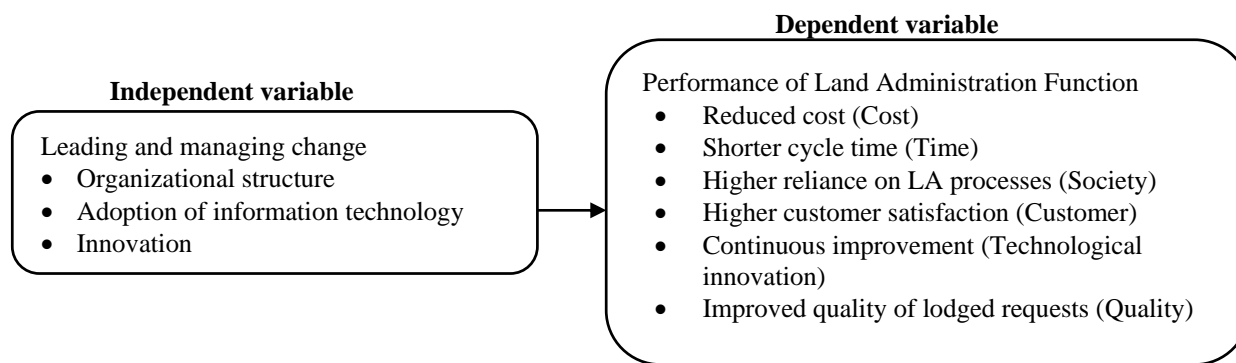 Independent variable
Leading and managing change
• Organizational structure
• Adoption of information technology
• Innovation
Dependent variable
Performance of Land Administration Function
• Reduced cost (Cost)
• Shorter cycle time (Time)
• Higher reliance on LA processes (Society)
• Higher customer satisfaction (Customer)
• Continuous improvement (Technological
innovation)
• Improved quality of lodged requests (Quality)